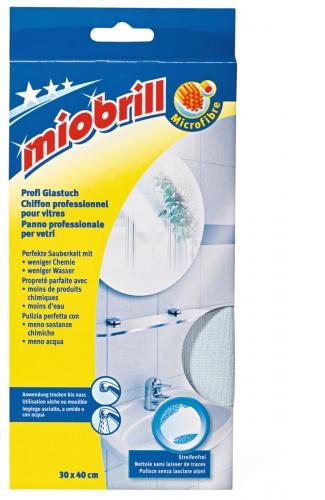 miobrill
Microfibre
Profi Glastuch
Chiffon professionnel
pour vitres
Panno professionale
per vetri
Perfekte Sauberkeit mit
• weniger Chemie
• weniger Wasser
Propreté parfaite avec
• moins de produits
chimiques
• moins d'eau
Pulizia perfetta con
• meno sostanze
chimiche
• meno acqua
Anwendung trocken bis nass
Utilisation sèche ou mouillée
Impiego asciutto, a umido o
con acqua
Streifenfrei
Nettoie sans laisser de traces
Pulisce senza lasciare aloni
30 x 40 cm